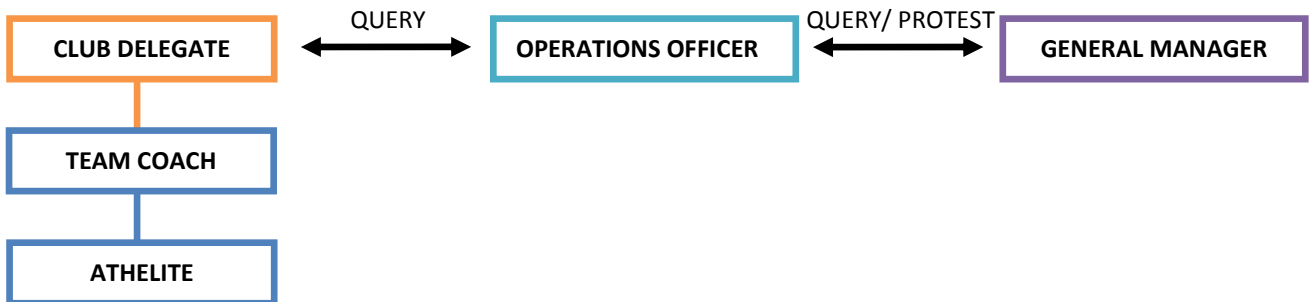 QUERY
QUERY/ PROTEST
CLUB DELEGATE
OPERATIONS OFFICER
GENERAL MANAGER
TEAM COACH
ATHELITE